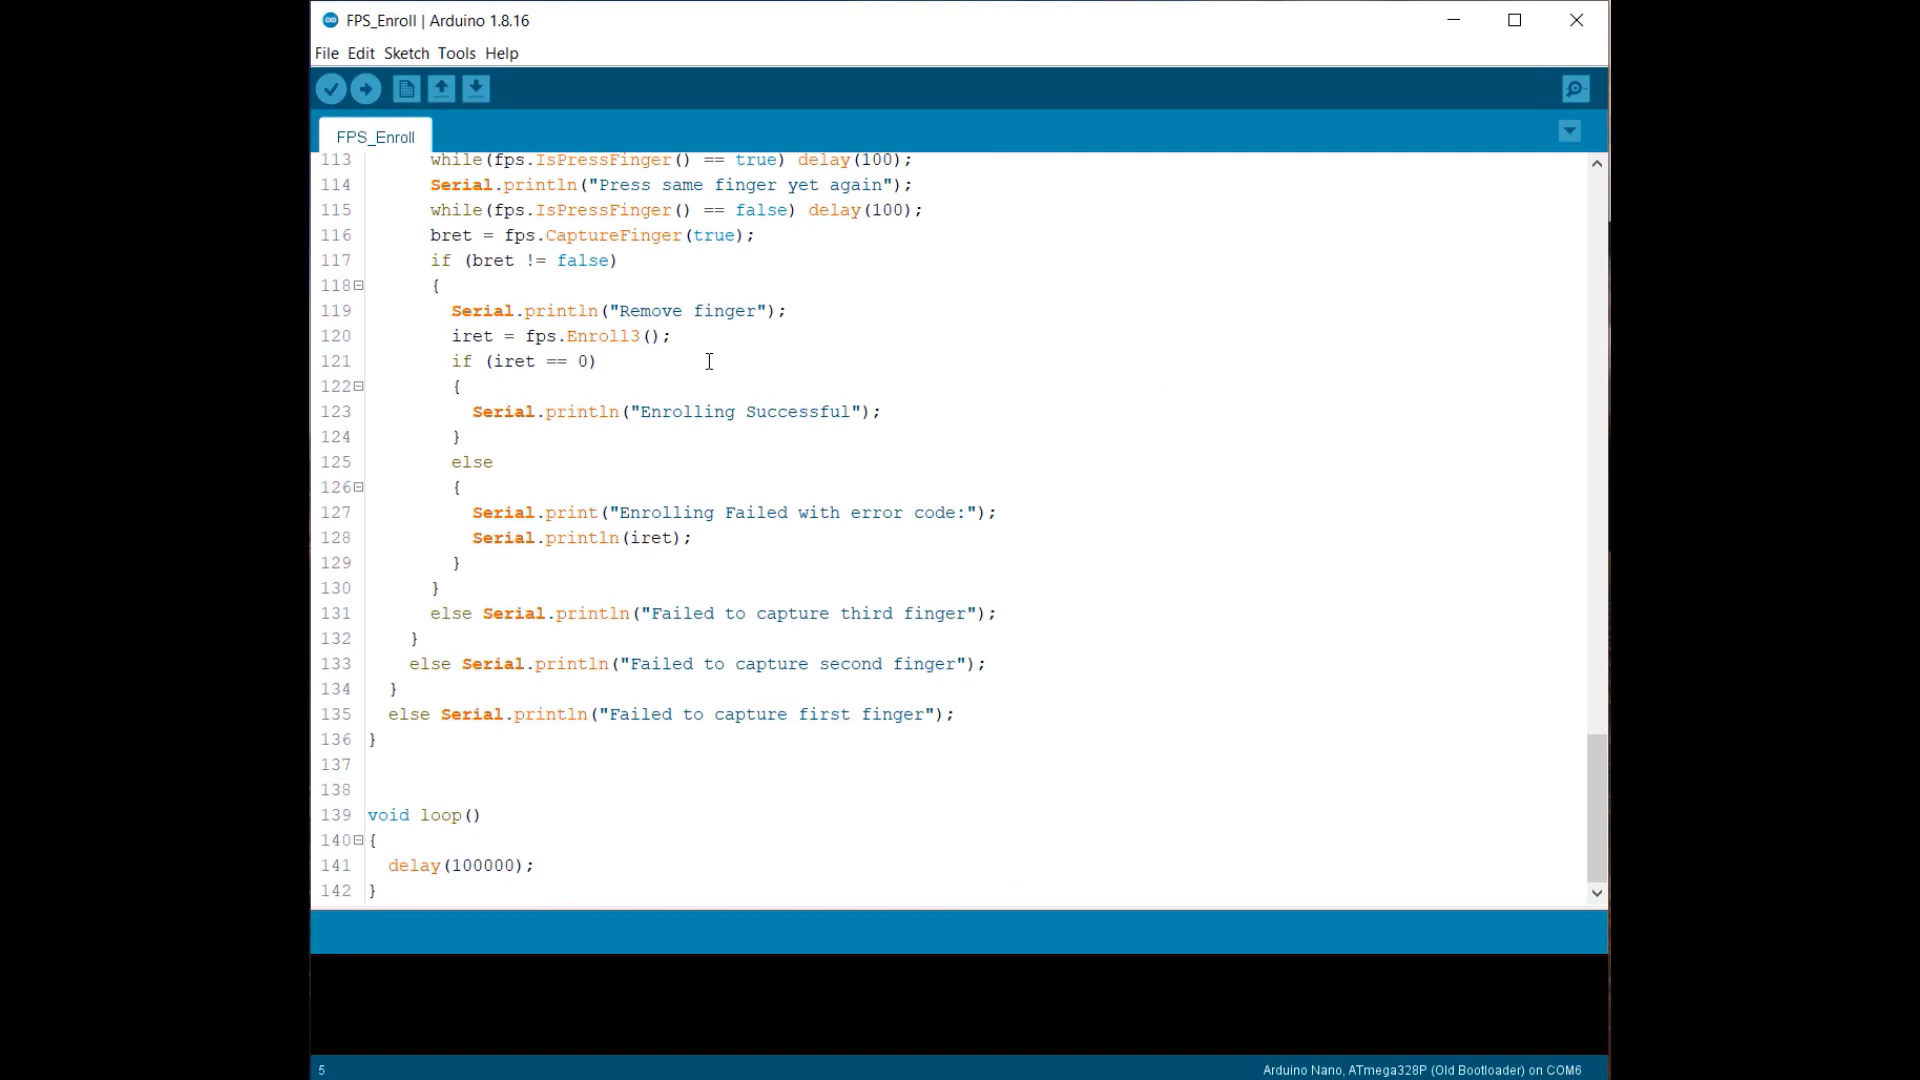 FPS_Enroll | Arduino 1.8.16
File Edit Sketch Tools Help
FPS_Enroll
113 while(fps.IsPressFinger() == true) delay(100);
114 Serial.println("Press same finger yet again");
115 while(fps.IsPressFinger() == false) delay(100);
116 bret = fps.CaptureFinger(true);
117 if (bret != false)
118 {
119 Serial.println("Remove finger");
120 iret = fps.Enroll3();
121 if (iret == 0)
122 {
123 Serial.println("Enrolling Successful");
124 }
125 else
126 {
127 Serial.print("Enrolling Failed with error code:");
128 Serial.println(iret);
129 }
130 }
131 else Serial.println("Failed to capture third finger");
132 }
133 else Serial.println("Failed to capture second finger");
134 }
135 else Serial.println("Failed to capture first finger");
136 }
137
138
139 void loop()
140 {
141 delay(100000);
142 }
5 Arduino Nano, ATmega328P (Old Bootloader) on COM6